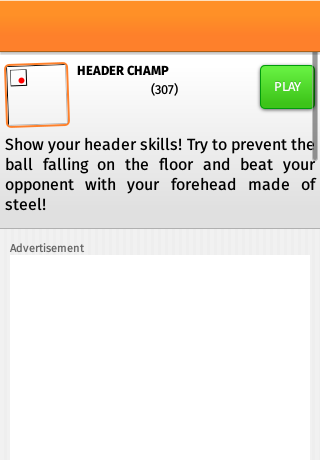 HEADER CHAMP
(307)
PLAY
Show your header skills! Try to prevent the
ball falling on the floor and beat your
opponent with your forehead made of
steel!
Advertisement